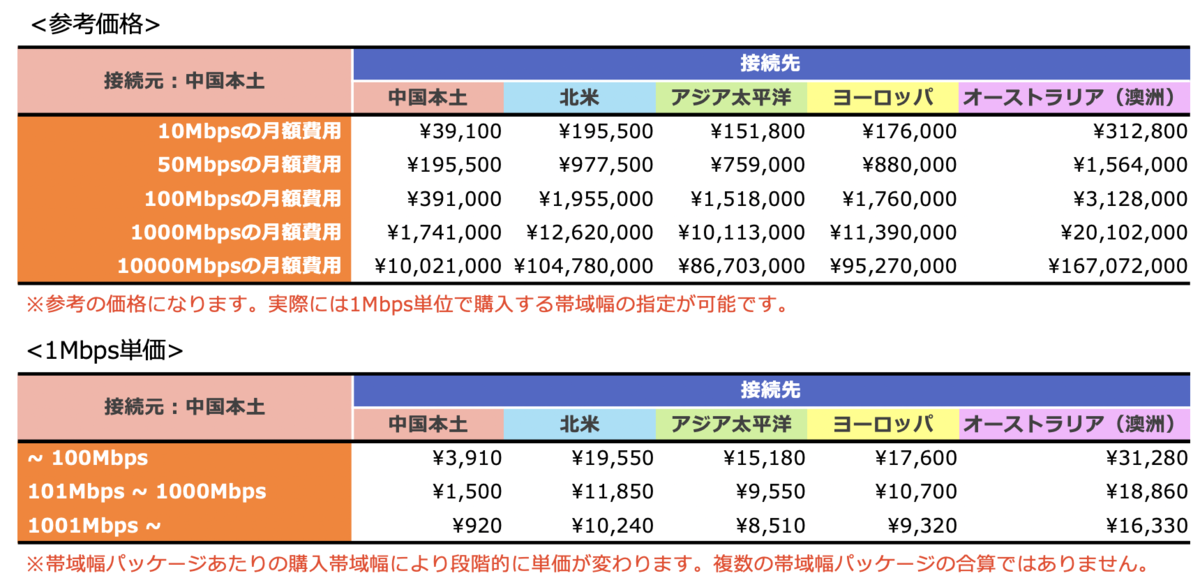 <参考価格>
接続元：中国本土 接続先
中国本土 北米 アジア太平洋 ヨーロッパ オーストラリア（澳洲）
10Mbpsの月額費用 ¥39,100 ¥195,500 ¥151,800 ¥176,000 ¥312,800
50Mbpsの月額費用 ¥195,500 ¥977,500 ¥759,000 ¥880,000 ¥1,564,000
100Mbpsの月額費用 ¥391,000 ¥1,955,000 ¥1,518,000 ¥1,760,000 ¥3,128,000
1000Mbpsの月額費用 ¥1,741,000 ¥12,620,000 ¥10,113,000 ¥11,390,000 ¥20,102,000
10000Mbpsの月額費用 ¥10,021,000 ¥104,780,000 ¥86,703,000 ¥95,270,000 ¥167,072,000
※参考の価格になります。実際には1Mbps単位で購入する帯域幅の指定が可能です。
<1Mbps単価>
接続元：中国本土 接続先
中国本土 北米 アジア太平洋 ヨーロッパ オーストラリア（澳洲）
~ 100Mbps ¥3,910 ¥19,550 ¥15,180 ¥17,600 ¥31,280
101Mbps ~ 1000Mbps ¥1,500 ¥11,850 ¥9,550 ¥10,700 ¥18,860
1001Mbps ~ ¥920 ¥10,240 ¥8,510 ¥9,320 ¥16,330
※帯域幅パッケージあたりの購入帯域幅により段階的に単価が変わります。複数の帯域幅パッケージの合算ではありません。